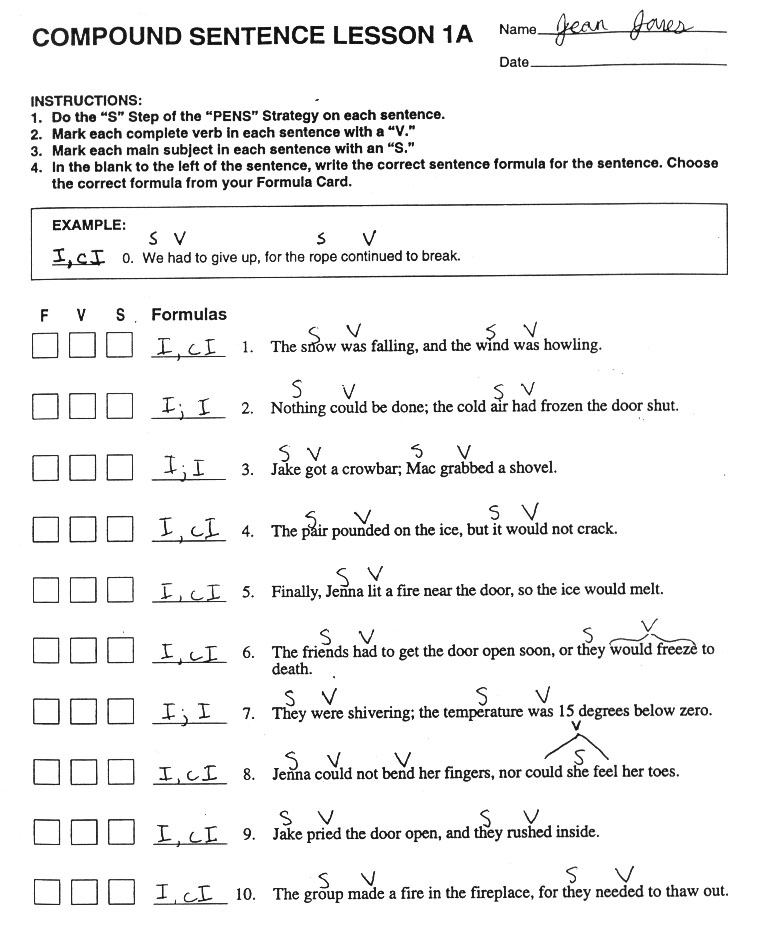 COMPOUND SENTENCE LESSON 1A
Name Jean Jones
Date
INSTRUCTIONS:
1. Do the “S” Step of the “PENS” Strategy on each sentence.
2. Mark each complete verb in each sentence with a “V.”
3. Mark each main subject in each sentence with an “S.”
4. In the blank to the left of the sentence, write the correct sentence formula for the sentence. Choose
the correct formula from your Formula Card.
EXAMPLE:
S V S V
I,cI 0. We had to give up, for the rope continued to break.
F V S Formulas
S V S V
I,cI 1. The snow was falling, and the wind was howling.
S V S V
I; I 2. Nothing could be done; the cold air had frozen the door shut.
S V S V
I;I 3. Jake got a crowbar; Mac grabbed a shovel.
S V S V
I,cI 4. The pair pounded on the ice, but it would not crack.
S V
I,cI 5. Finally, Jenna lit a fire near the door, so the ice would melt.
S V S V
I,cI 6. The friends had to get the door open soon, or they would freeze to
death.
S V S V
I; I 7. They were shivering; the temperature was 15 degrees below zero.
V
S V V S
I,cI 8. Jenna could not bend her fingers, nor could she feel her toes.
S V S V
I,cI 9. Jake pried the door open, and they rushed inside.
S V S V
I,cI 10. The group made a fire in the fireplace, for they needed to thaw out.